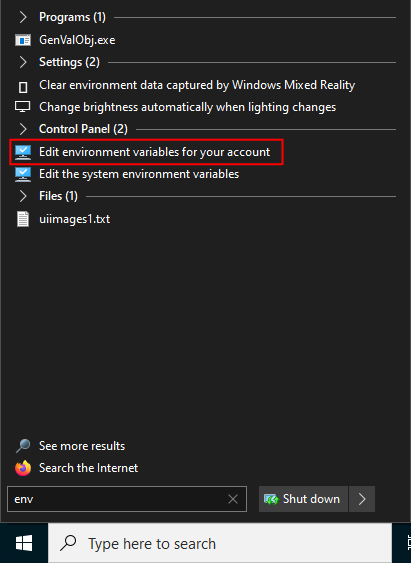 Programs (1)
GenValObj.exe
Settings (2)
Clear environment data captured by Windows Mixed Reality
Change brightness automatically when lighting changes
Control Panel (2)
Edit environment variables for your account
Edit the system environment variables
Files (1)
uiimages1.txt
See more results
Search the Internet
env
Shut down
Type here to search